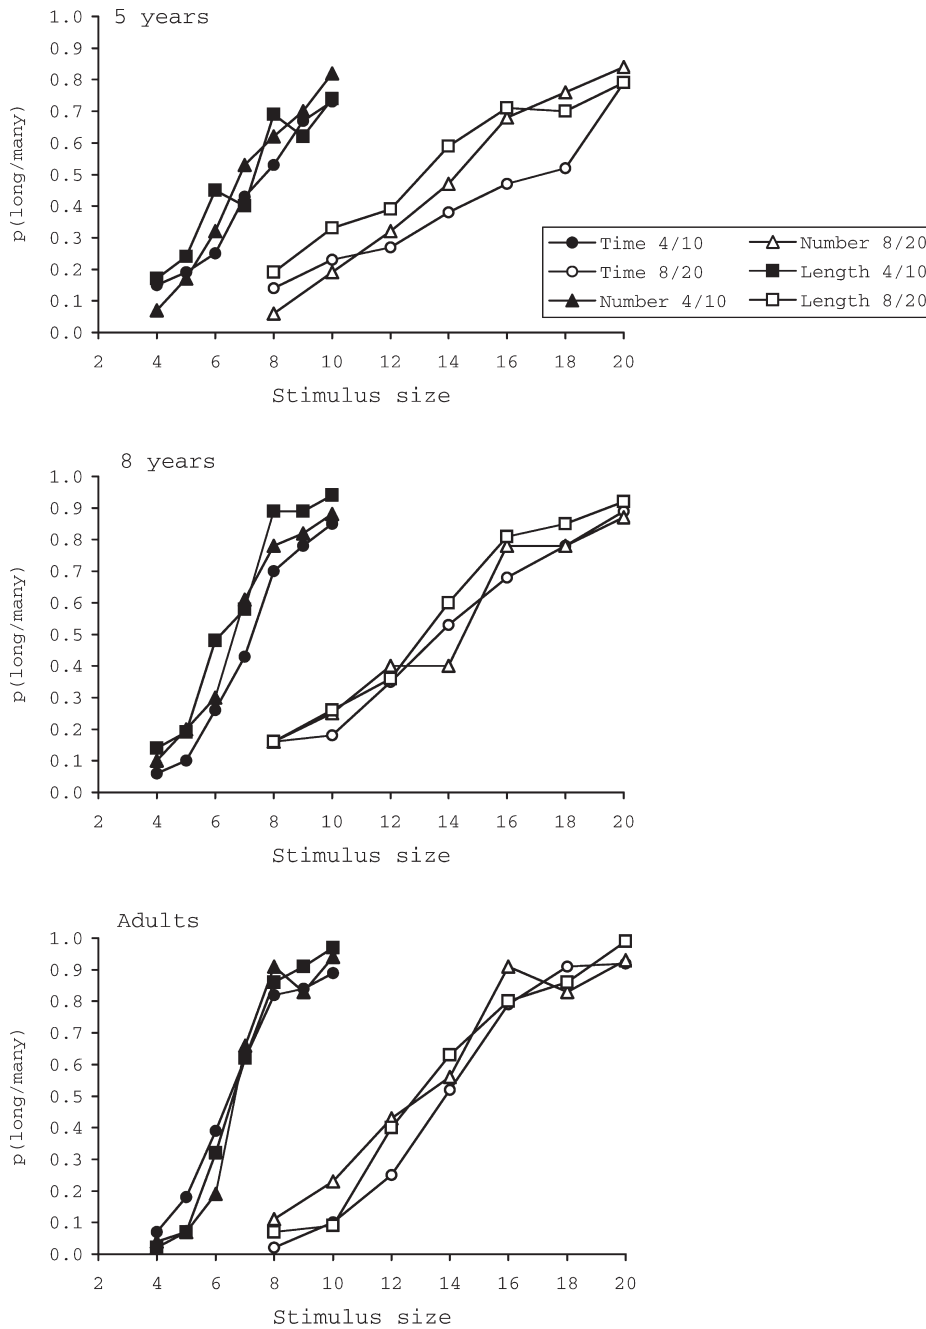 5 years
1.0
0.9
0.8
0.7
0.6
0.5
0.4
0.3
0.2
0.1
0.0
p(long/many)
2 4 6 8 10 12 14 16 18 20
Stimulus size
Time 4/10 Number 8/20
Time 8/20 Length 4/10
Number 4/10 Length 8/20
8 years
1.0
0.9
0.8
0.7
0.6
0.5
0.4
0.3
0.2
0.1
0.0
p(long/many)
2 4 6 8 10 12 14 16 18 20
Stimulus size
Adults
1.0
0.9
0.8
0.7
0.6
0.5
0.4
0.3
0.2
0.1
0.0
p(long/many)
2 4 6 8 10 12 14 16 18 20
Stimulus size